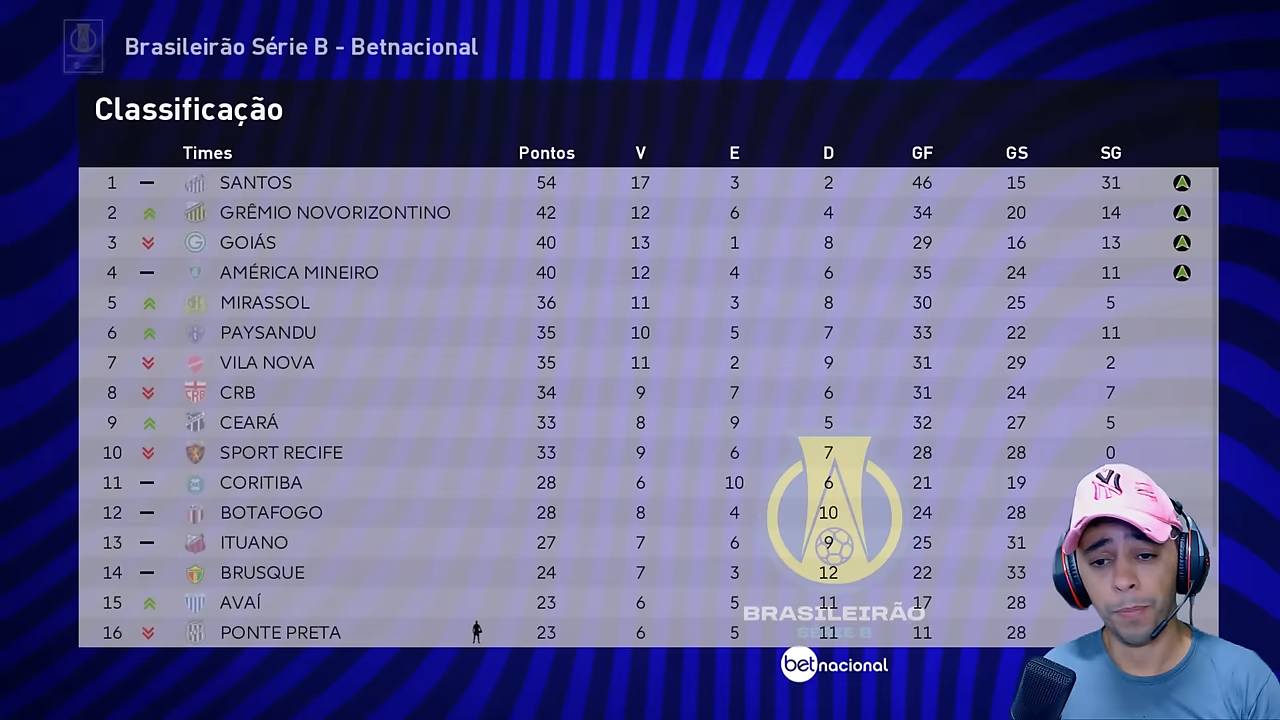 Brasileirão Série B - Betnacional
Classificação
Times Pontos V E D GF GS SG
1 SANTOS 54 17 3 2 46 15 31
2 GRÊMIO NOVORIZONTINO 42 12 6 4 34 20 14
3 GOIÁS 40 13 1 8 29 16 13
4 AMÉRICA MINEIRO 40 12 4 6 35 24 11
5 MIRASSOL 36 11 3 8 30 25 5
6 PAYSANDU 35 10 5 7 33 22 11
7 VILA NOVA 35 11 2 9 31 29 2
8 CRB 34 9 7 6 31 24 7
9 CEARÁ 33 8 9 5 32 27 5
10 SPORT RECIFE 33 9 6 7 28 28 0
11 CORITIBA 28 6 10 6 21 19
12 BOTAFOGO 28 8 4 10 24 28
13 ITUANO 27 7 6 9 25 31
14 BRUSQUE 24 7 3 12 22 33
15 AVAÍ 23 6 5 11 17 28
16 PONTE PRETA 23 6 5 11 11 28
BRASILEIRÃO
SÉRIE B
betnacional